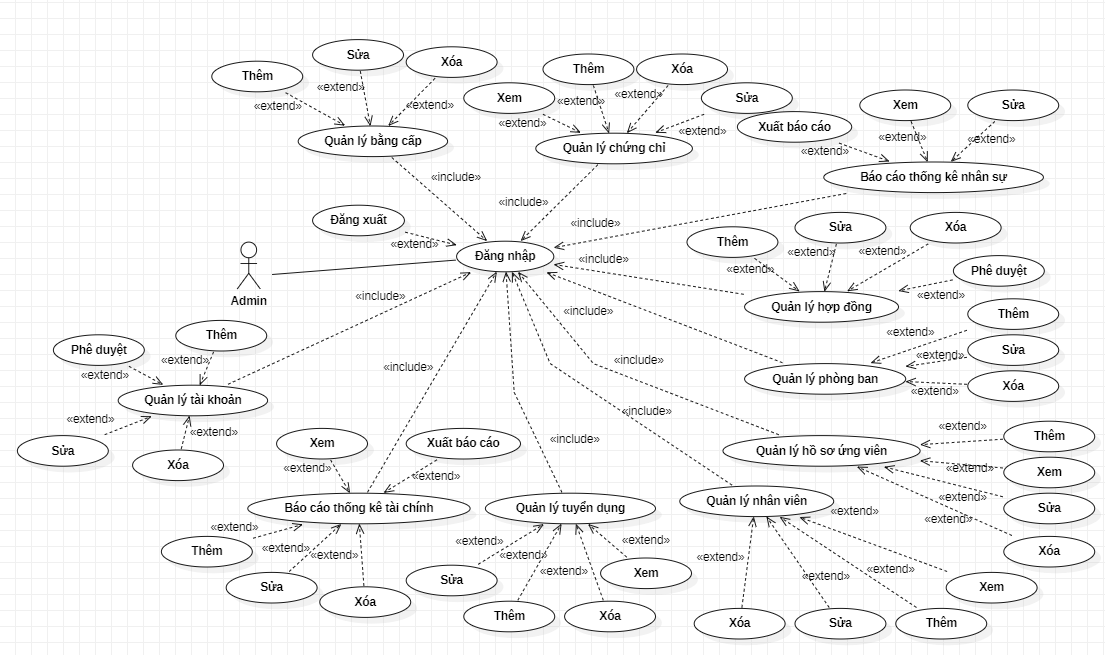 Sửa
Thêm
Xóa
«extend»
«extend»
«extend»
Quản lý bằng cấp
«include»
Thêm
Xóa
Xem
Sửa
«extend»
«extend»
«extend»
«extend»
Quản lý chứng chỉ
«include»
Xuất báo cáo
Xem
Sửa
«extend»
«extend»
«extend»
Báo cáo thống kê nhân sự
«include»
Đăng xuất
«extend»
Đăng nhập
Admin
Thêm
Sửa
Xóa
Phê duyệt
«extend»
«extend»
«extend»
«extend»
Quản lý hợp đồng
«include»
Thêm
Sửa
Xóa
«extend»
«extend»
«extend»
Quản lý phòng ban
«include»
Phê duyệt
Thêm
«extend»
«extend»
Quản lý tài khoản
«include»
«extend»
«extend»
Sửa
Xóa
Xem
Xuất báo cáo
«extend»
«extend»
Báo cáo thống kê tài chính
«include»
«extend»
«extend»
«extend»
Thêm
Sửa
Xóa
«include»
Quản lý tuyển dụng
«extend»
«extend»
«extend»
«extend»
Sửa
Thêm
Xóa
Xem
«include»
Quản lý nhân viên
«extend»
«extend»
«extend»
«extend»
Xóa
Sửa
Thêm
Xem
«include»
Quản lý hồ sơ ứng viên
«extend»
«extend»
«extend»
«extend»
Thêm
Xem
Sửa
Xóa